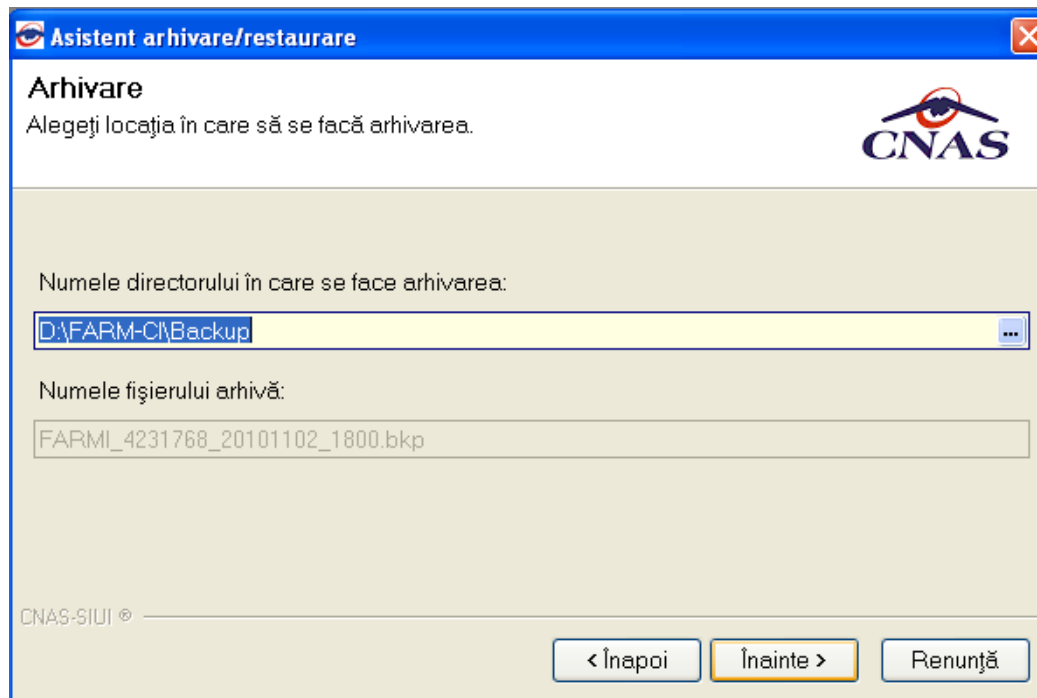 Asistent arhivare/restaurare
Arhivare
Alegeţi locaţia în care să se facă arhivarea.
CNAS
Numele directorului în care se face arhivarea:
D:\FARM-CI\Backup
...
Numele fişierului arhivă:
FARMI_4231768_20101102_1800.bkp
CNAS-SIUI ®
< Înapoi
Înainte >
Renunţă